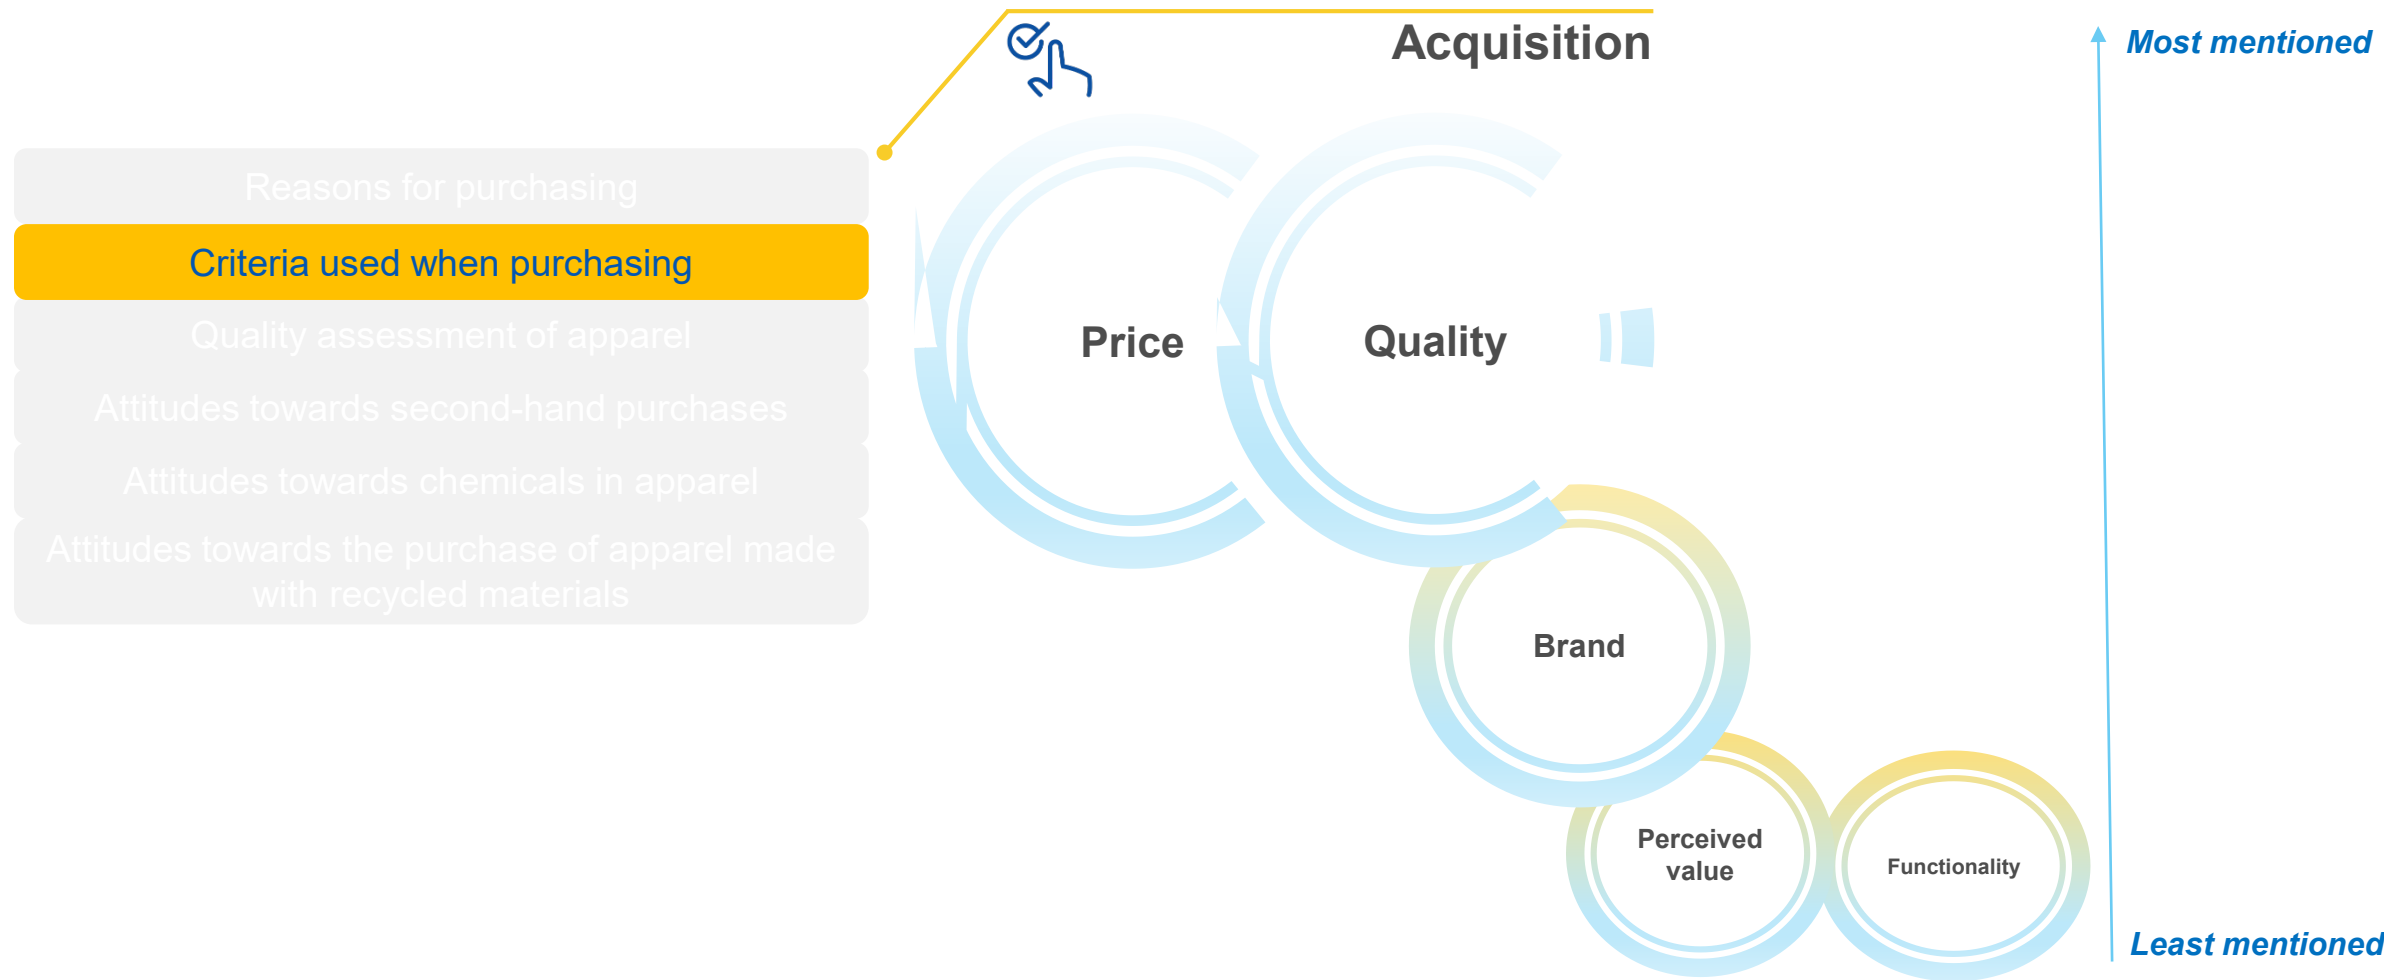 Acquisition
Most mentioned
Reasons for purchasing
Criteria used when purchasing
Quality assessment of apparel
Attitudes towards second-hand purchases
Attitudes towards chemicals in apparel
Attitudes towards the purchase of apparel made
with recycled materials
Price
Quality
Brand
Perceived
value
Functionality
Least mentioned